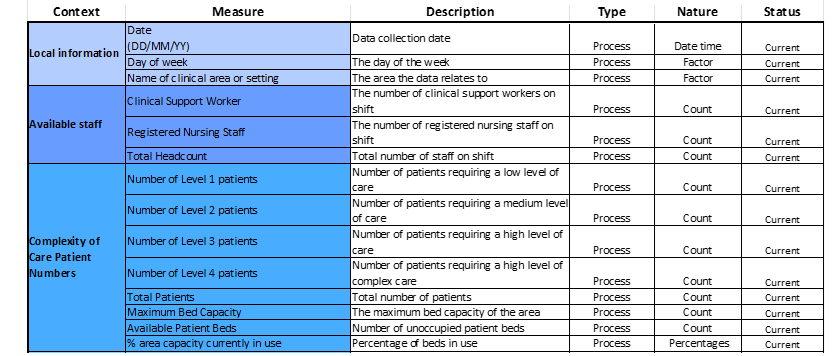 Context Measure Description Type Nature Status
Local information
Date
(DD/MM/YY) Data collection date Process Date time Current
Day of week The day of the week Process Factor Current
Name of clinical area or setting The area the data relates to Process Factor Current
Available staff
Clinical Support Worker The number of clinical support workers on
shift Process Count Current
Registered Nursing Staff The number of registered nursing staff on
shift Process Count Current
Total Headcount Total number of staff on shift Process Count Current
Complexity of
Care Patient
Numbers
Number of Level 1 patients Number of patients requiring a low level of
care Process Count Current
Number of Level 2 patients Number of patients requiring a medium level
of care Process Count Current
Number of Level 3 patients Number of patients requiring a high level of
care Process Count Current
Number of Level 4 patients Number of patients requiring a high level of
complex care Process Count Current
Total Patients Total number of patients Process Count Current
Maximum Bed Capacity The maximum bed capacity of the area Process Count Current
Available Patient Beds Number of unoccupied patient beds Process Count Current
% area capacity currently in use Percentage of beds in use Process Percentages Current